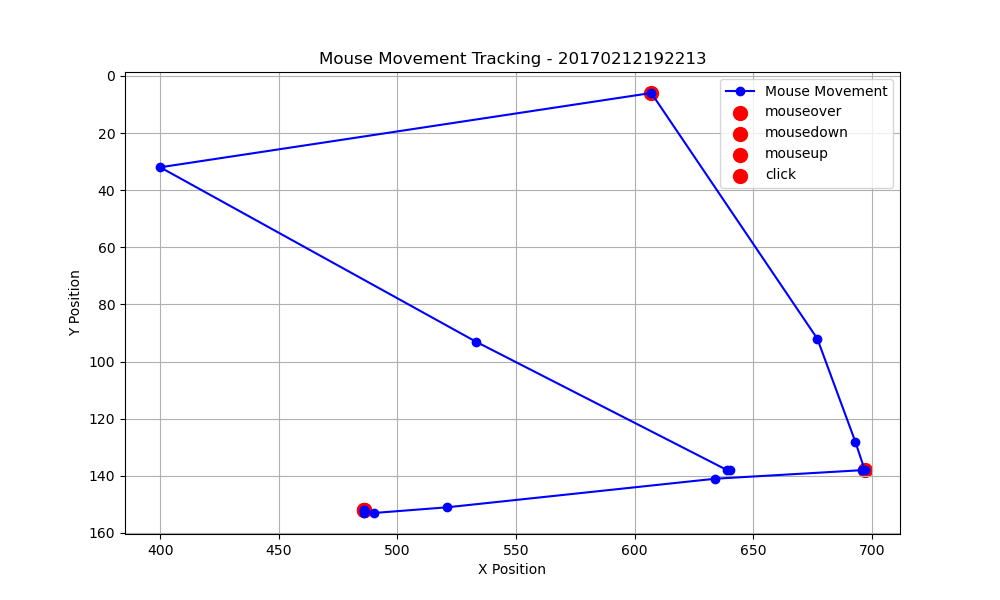 Mouse Movement Tracking - 20170212192213
Mouse Movement
mouseover
mousedown
mouseup
click
Y Position
0
20
40
60
80
100
120
140
160
400 450 500 550 600 650 700
X Position